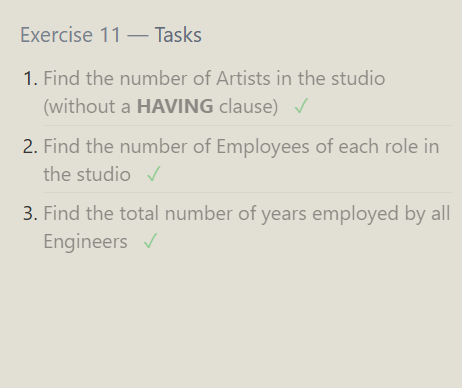 Exercise 11 — Tasks
1. Find the number of Artists in the studio
(without a HAVING clause) ✓
2. Find the number of Employees of each role in
the studio ✓
3. Find the total number of years employed by all
Engineers ✓